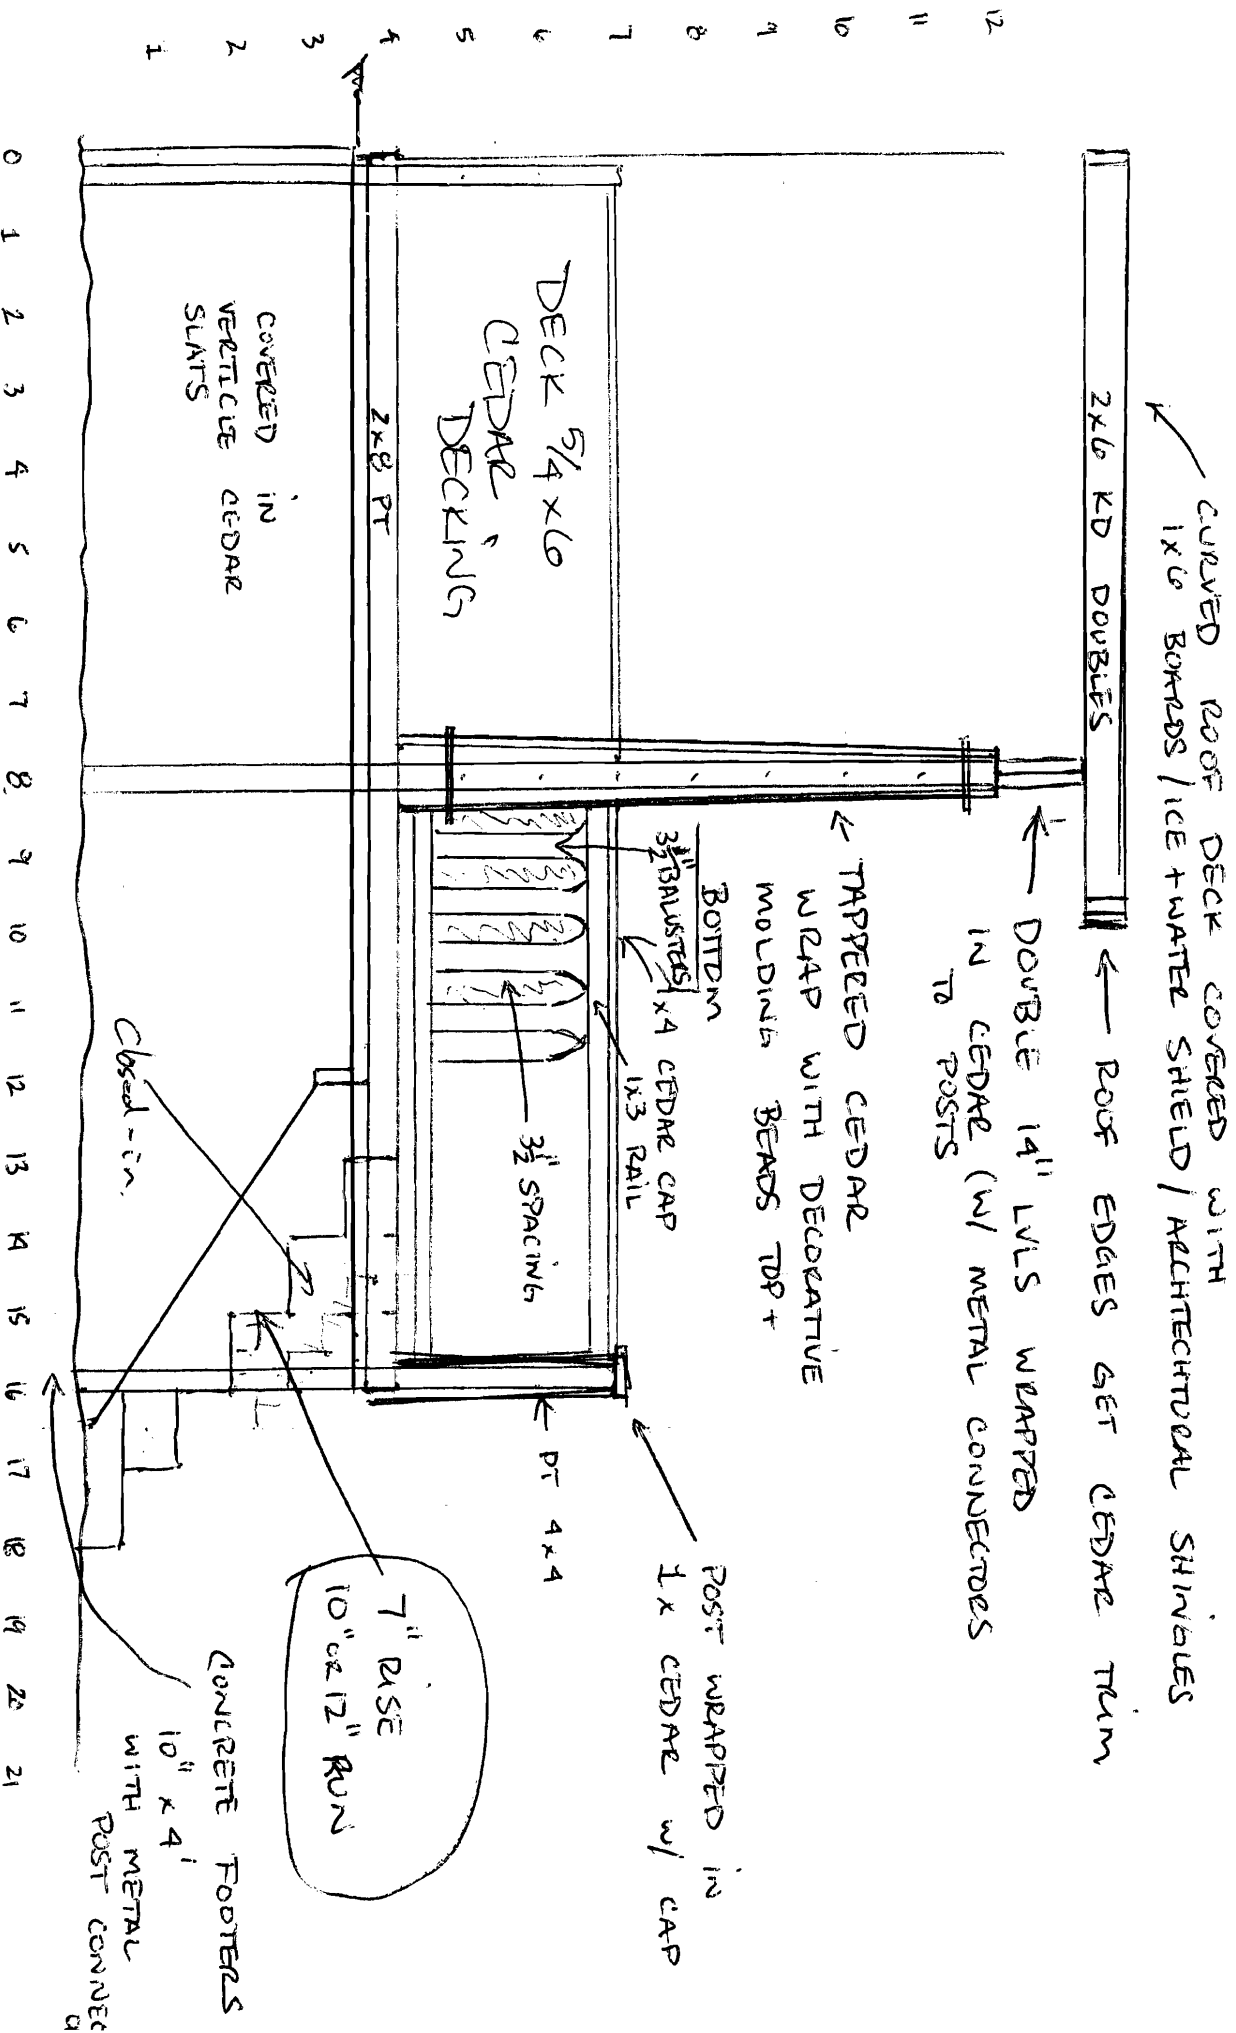 CURVED ROOF DECK COVERED WITH
1x6 BOARDS / ICE + WATER SHIELD / ARCHTECHTURAL SHINGLES
2x6 KD DOUBLES
ROOF EDGES GET CEDAR TRIM
DOUBLE 14" LVLS WRAPPED
IN CEDAR (W/ METAL CONNECTORS
TO POSTS
TAPPERED CEDAR
WRAP WITH DECORATIVE
MOLDING BEADS TOP +
BOTTOM
3 1/2" BALUSTERS
1x4 CEDAR CAP
1x3 RAIL
3 1/2" SPACING
POST WRAPPED IN
1x CEDAR W/ CAP
PT 4x4
DECK 5/4 x 6
CEDAR
DECKING
2x8 PT
COVERED IN
VERTICLE CEDAR
SLATS
Closed-in
7" RISE
10" OR 12" RUN
CONCRETE FOOTERS
10" x 4'
WITH METAL
POST CONNEC
12
11
10
9
8
7
6
5
4
3
2
1
0 1 2 3 4 5 6 7 8 9 10 11 12 13 14 15 16 17 18 19 20 21